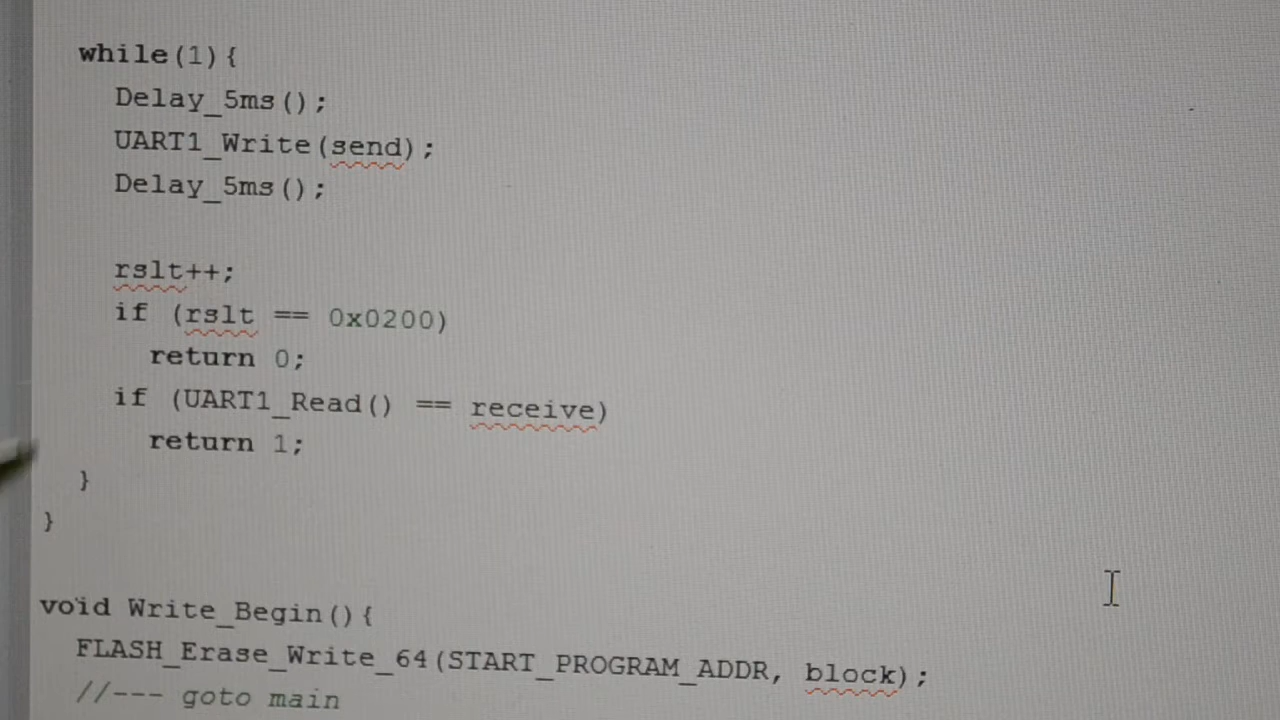 while(1){
Delay_5ms();
UART1_Write(send);
Delay_5ms();
rslt++;
if (rslt == 0x0200)
return 0;
if (UART1_Read() == receive)
return 1;
}
}
void Write_Begin(){
FLASH_Erase_Write_64(START_PROGRAM_ADDR, block);
//--- goto main